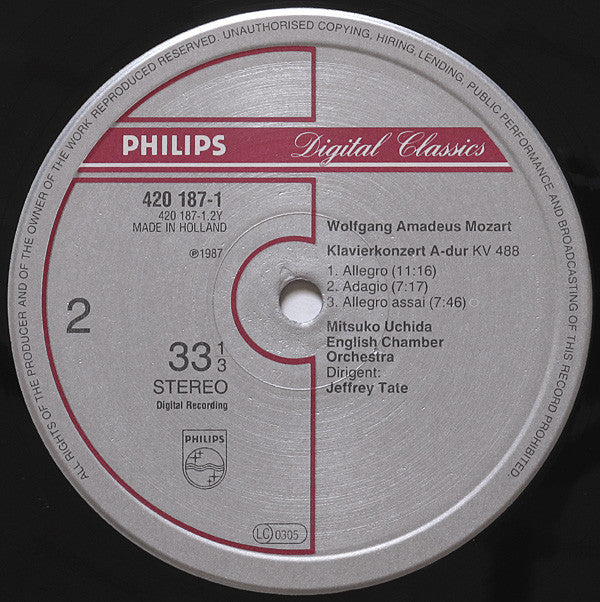 ALL RIGHTS OF THE PRODUCER AND OF THE OWNER OF THE WORK REPRODUCED RESERVED. UNAUTHORISED COPYING, HIRING, LENDING, PUBLIC PERFORMANCE AND BROADCASTING OF THIS RECORD PROHIBITED.
PHILIPS
Digital Classics
420 187-1
420 187-1.2Y
MADE IN HOLLAND
℗1987
2
33 1/3
STEREO
Digital Recording
PHILIPS
Wolfgang Amadeus Mozart
Klavierkonzert A-dur KV 488
1. Allegro (11:16)
2. Adagio (7:17)
3. Allegro assai (7:46)
Mitsuko Uchida
English Chamber
Orchestra
Dirigent:
Jeffrey Tate
LC 0305